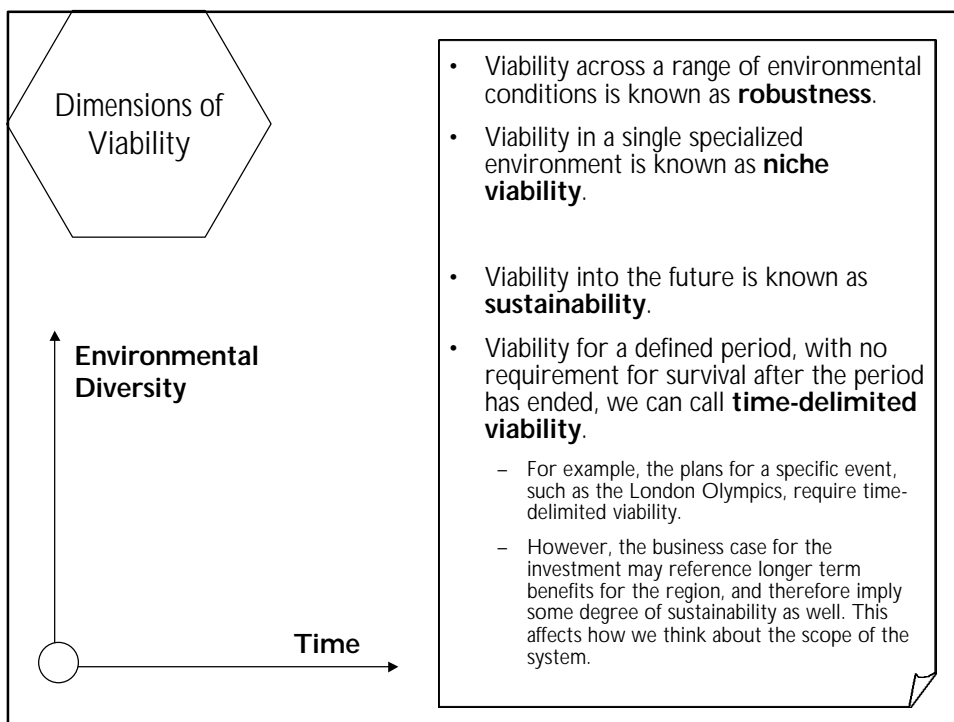 Dimensions of
Viability
Environmental
Diversity
Time
• Viability across a range of environmental
conditions is known as robustness.
• Viability in a single specialized
environment is known as niche
viability.
• Viability into the future is known as
sustainability.
• Viability for a defined period, with no
requirement for survival after the period
has ended, we can call time-delimited
viability.
– For example, the plans for a specific event,
such as the London Olympics, require time-
delimited viability.
– However, the business case for the
investment may reference longer term
benefits for the region, and therefore imply
some degree of sustainability as well. This
affects how we think about the scope of the
system.